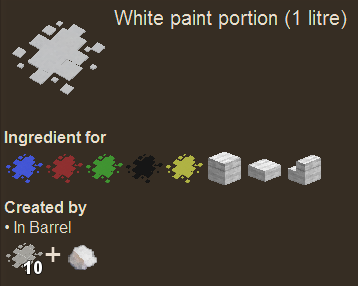 White paint portion (1 litre)
Ingredient for
Created by
• In Barrel
10 +